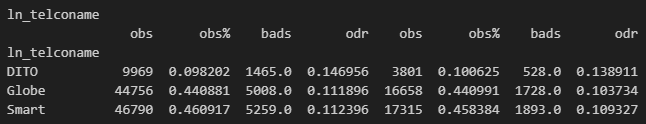 ln_telconame
obs obs% bads odr obs obs% bads odr
ln_telconame
DITO 9969 0.098202 1465.0 0.146956 3801 0.100625 528.0 0.138911
Globe 44756 0.440881 5008.0 0.111896 16658 0.440991 1728.0 0.103734
Smart 46790 0.460917 5259.0 0.112396 17315 0.458384 1893.0 0.109327